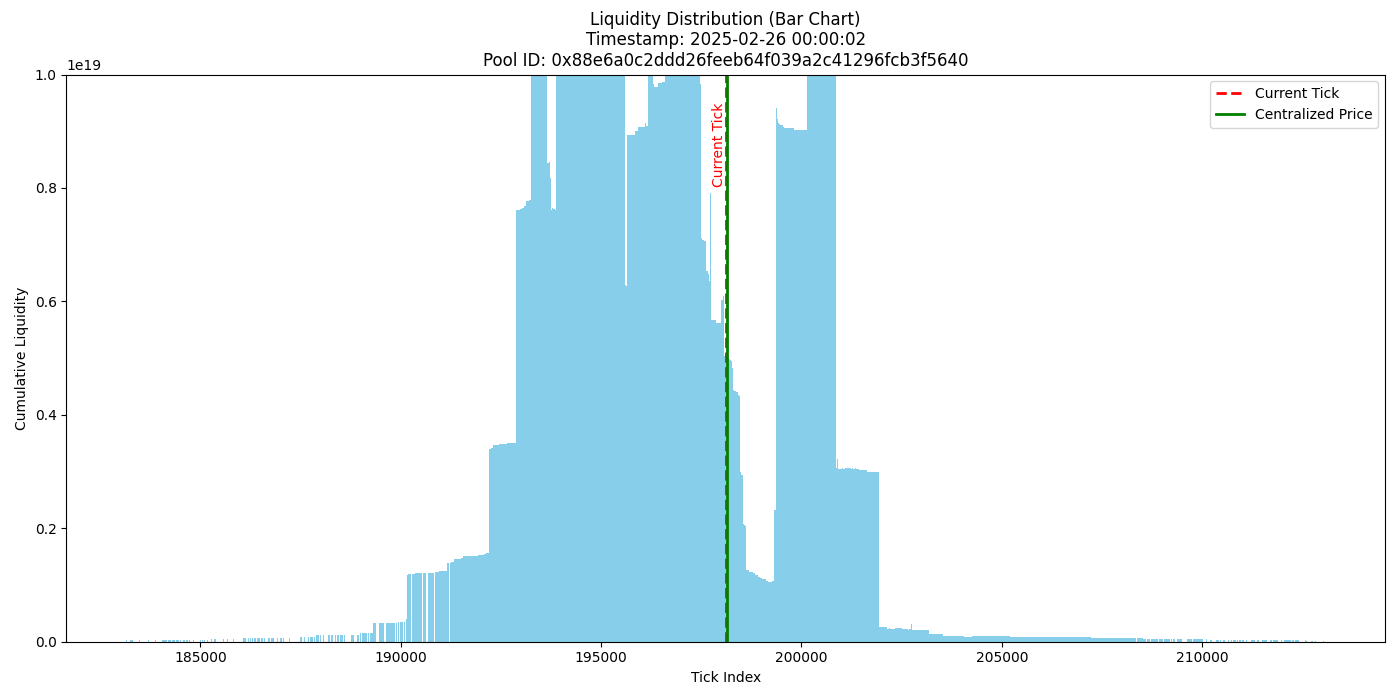 Liquidity Distribution (Bar Chart)
Timestamp: 2025-02-26 00:00:02
Pool ID: 0x88e6a0c2ddd26feeb64f039a2c41296fcb3f5640
1e19
1.0
0.8
0.6
0.4
0.2
0.0
Cumulative Liquidity
Current Tick
Current Tick
Centralized Price
185000
190000
195000
200000
205000
210000
Tick Index